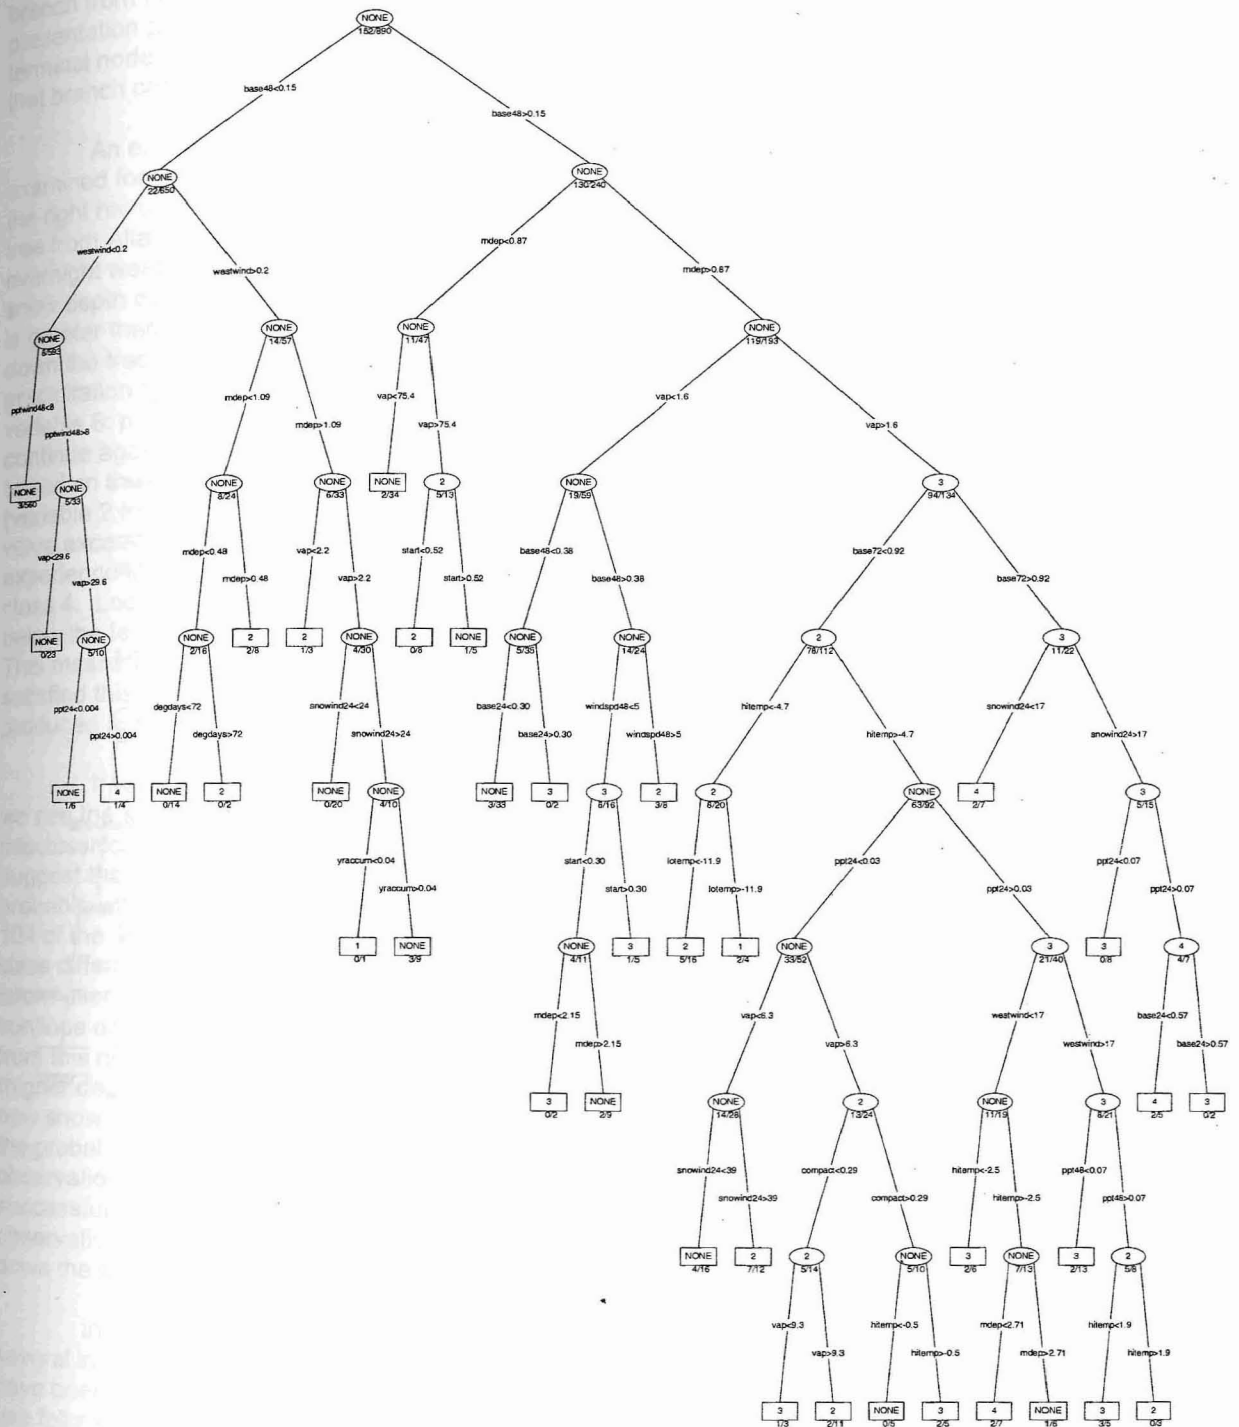 NONE
152/890
base48<0.15
base48>0.15
NONE
22/650
NONE
130/240
westwind<0.2
westwind>0.2
mdep<0.87
mdep>0.87
NONE
8/593
NONE
14/57
NONE
11/47
NONE
119/193
pptwind48<8
pptwind48>8
mdep<1.09
mdep>1.09
vap<75.4
vap>75.4
vap<1.6
vap>1.6
NONE
3/560
NONE
5/33
NONE
8/24
NONE
6/33
NONE
2/34
2
5/13
NONE
19/59
3
94/134
vap<29.6
vap>29.6
mdep<0.48
mdep>0.48
vap<2.2
vap>2.2
start<0.52
start>0.52
base48<0.38
base48>0.38
base72<0.92
base72>0.92
NONE
0/23
NONE
5/10
NONE
2/16
2
2/8
2
1/3
NONE
4/30
2
0/8
NONE
1/5
NONE
5/35
NONE
14/24
2
78/112
3
11/22
ppt24<0.004
ppt24>0.004
degdays<72
degdays>72
snowind24<24
snowind24>24
base24<0.30
base24>0.30
windspd48<5
windspd48>5
hitemp<-4.7
hitemp>-4.7
snowind24<17
snowind24>17
NONE
1/6
4
1/4
NONE
0/14
2
0/2
NONE
0/20
NONE
4/10
NONE
3/33
3
0/2
3
8/16
2
3/8
2
8/20
NONE
63/92
4
2/7
3
5/15
yraccum<0.04
yraccum>0.04
start<0.30
start>0.30
lotemp<-11.9
lotemp>-11.9
ppt24<0.03
ppt24>0.03
ppt24<0.07
ppt24>0.07
1
0/1
NONE
3/9
NONE
4/11
3
1/5
2
5/16
1
2/4
NONE
33/52
3
21/40
3
0/8
4
4/7
mdep<2.15
mdep>2.15
vap<6.3
vap>6.3
westwind<17
westwind>17
base24<0.57
base24>0.57
3
0/2
NONE
2/9
NONE
14/28
2
13/24
NONE
11/19
3
8/21
4
2/5
3
0/2
snowind24<39
snowind24>39
compact<0.29
compact>0.29
hitemp<-2.5
hitemp>-2.5
ppt48<0.07
ppt48>0.07
NONE
4/16
2
7/12
2
5/14
NONE
5/10
3
2/6
NONE
7/13
3
2/13
2
5/8
vap<9.3
vap>9.3
hitemp<-0.5
hitemp>-0.5
mdep<2.71
mdep>2.71
hitemp<1.9
hitemp>1.9
3
1/3
2
2/11
NONE
0/5
3
2/5
4
2/7
NONE
1/6
3
3/5
2
0/3